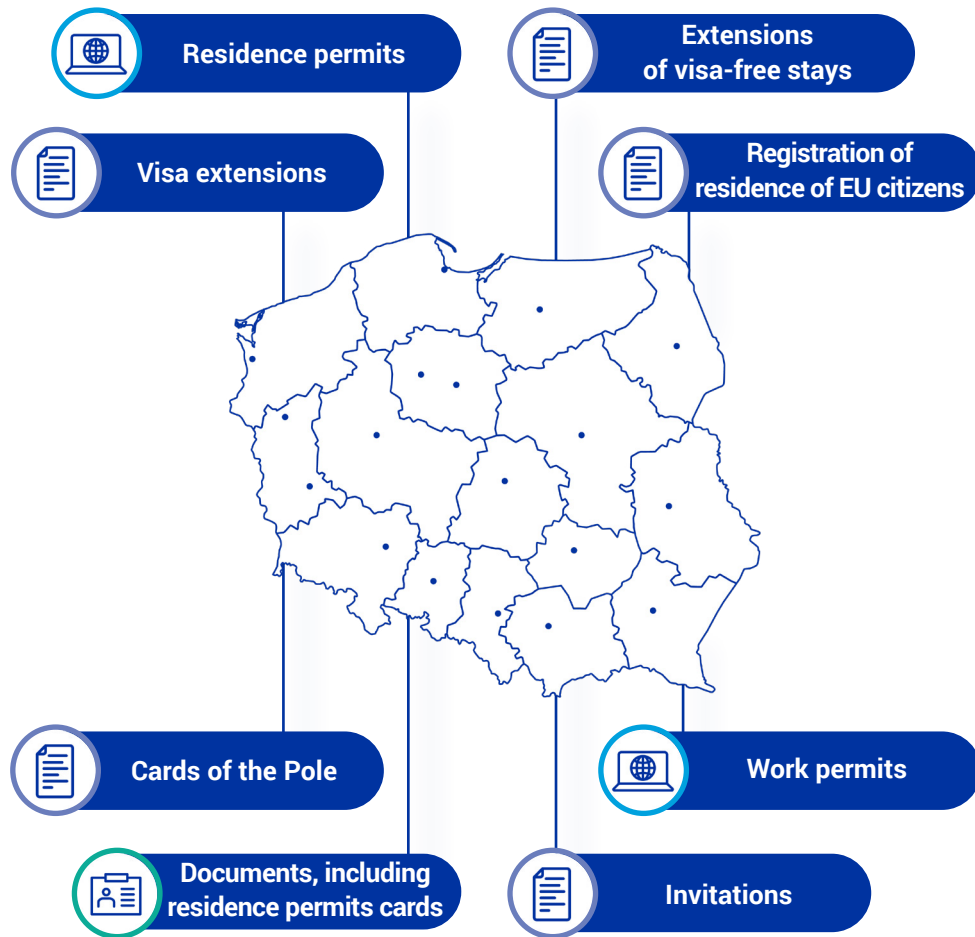 Residence permits
Extensions
of visa-free stays
Visa extensions
Registration of
residence of EU citizens
Cards of the Pole
Work permits
Documents, including
residence permits cards
Invitations